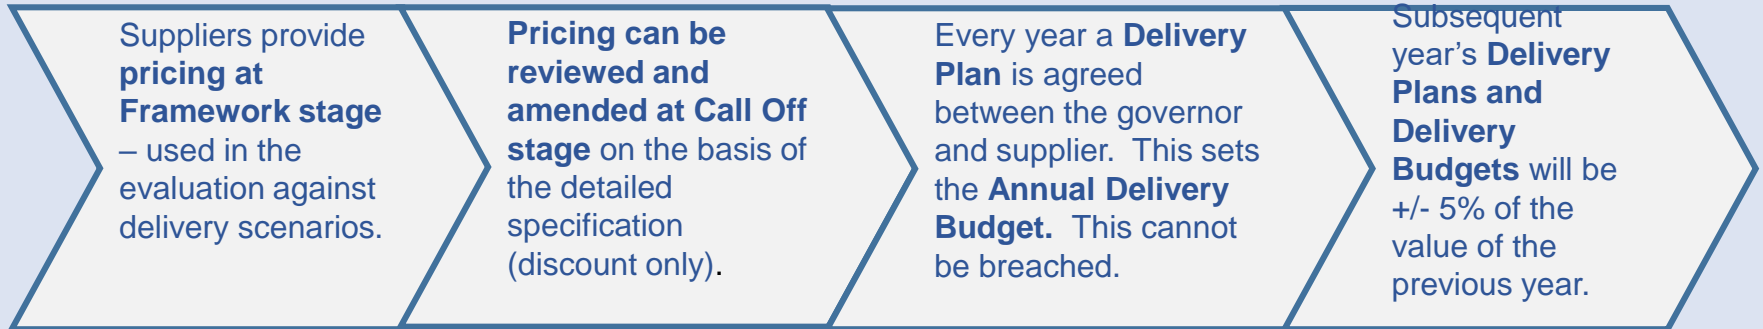 Suppliers provide
pricing at
Framework stage
– used in the
evaluation against
delivery scenarios.
Pricing can be
reviewed and
amended at Call Off
stage on the basis of
the detailed
specification
(discount only).
Every year a Delivery
Plan is agreed
between the governor
and supplier.  This sets
the Annual Delivery
Budget.  This cannot
be breached.
Subsequent
year’s Delivery
Plans and
Delivery
Budgets will be
+/- 5% of the
value of the
previous year.